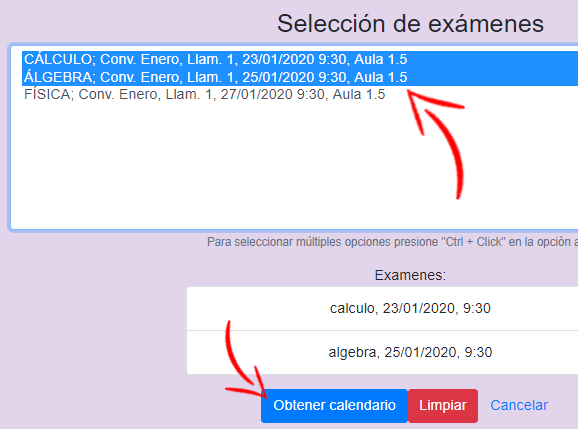 Selección de exámenes
CÁLCULO; Conv. Enero, Llam. 1, 23/01/2020 9:30, Aula 1.5
ÁLGEBRA; Conv. Enero, Llam. 1, 25/01/2020 9:30, Aula 1.5
FÍSICA; Conv. Enero, Llam. 1, 27/01/2020 9:30, Aula 1.5
Para seleccionar múltiples opciones presione "Ctrl + Click" en la opción a
Examenes:
calculo, 23/01/2020, 9:30
algebra, 25/01/2020, 9:30
Obtener calendario Limpiar Cancelar